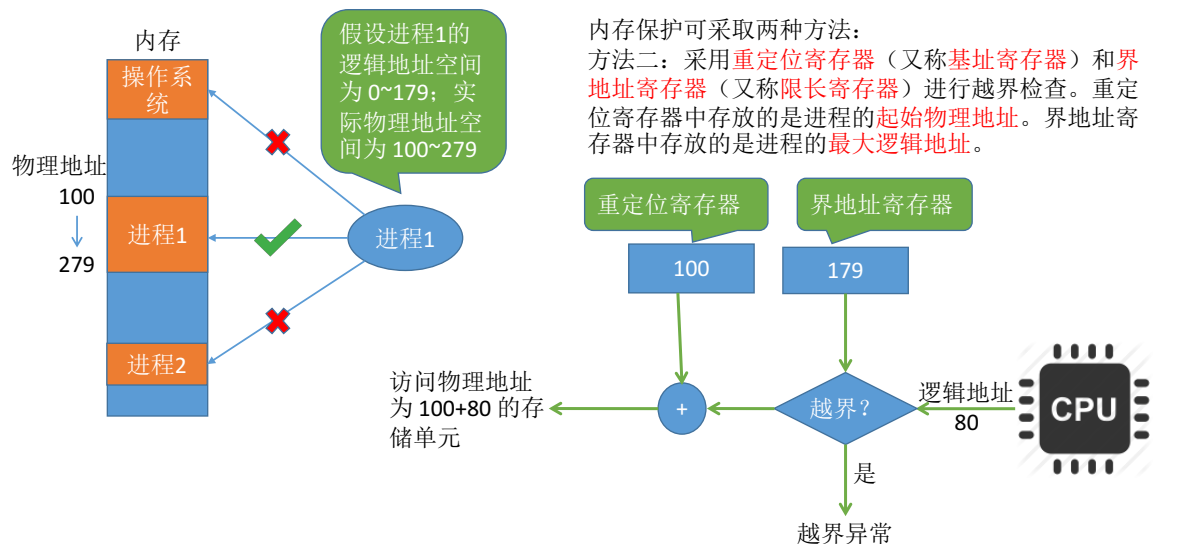 内存
操作系
统
物理地址
100
279
进程1
进程2
假设进程1的
逻辑地址空间
为 0~179；实
际物理地址空
间为 100~279
进程1
内存保护可采取两种方法：
方法二：采用重定位寄存器（又称基址寄存器）和界
地址寄存器（又称限长寄存器）进行越界检查。重定
位寄存器中存放的是进程的起始物理地址。界地址寄
存器中存放的是进程的最大逻辑地址。
重定位寄存器
界地址寄存器
100
179
访问物理地址
为 100+80 的存
储单元
+
越界？
逻辑地址
80
CPU
是
越界异常